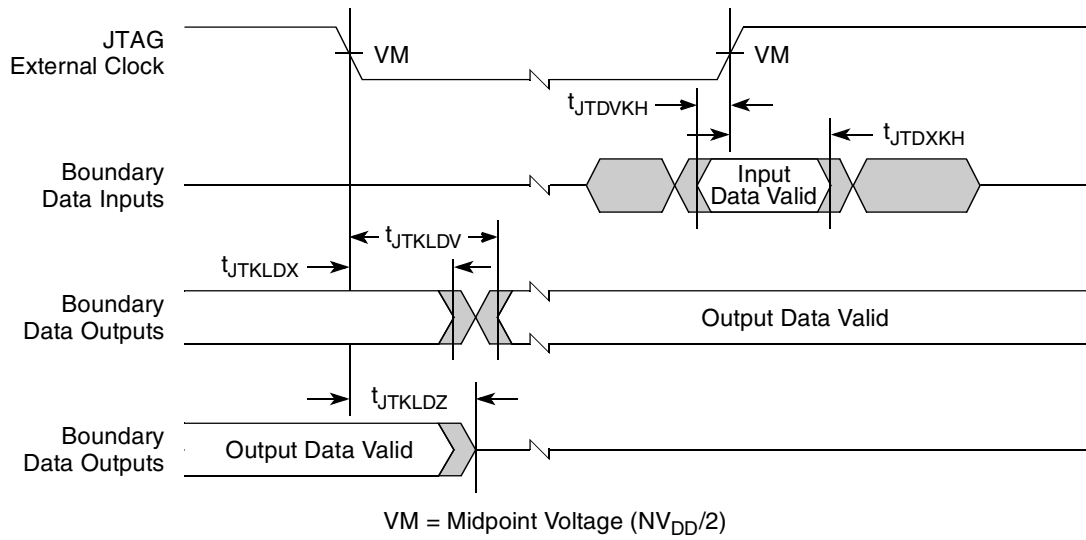 JTAG
External Clock
VM
VM
tJTDVKH
tJTDXKH
Boundary
Data Inputs
Input
Data Valid
tJTKLDV
tJTKLDX
Boundary
Data Outputs
Output Data Valid
tJTKLDZ
Boundary
Data Outputs
Output Data Valid
VM = Midpoint Voltage (NVDD/2)